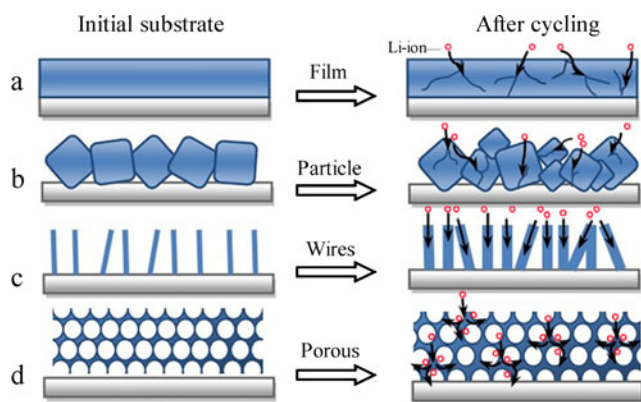 Initial substrate
After cycling
Li-ion
a
Film
b
Particle
c
Wires
d
Porous